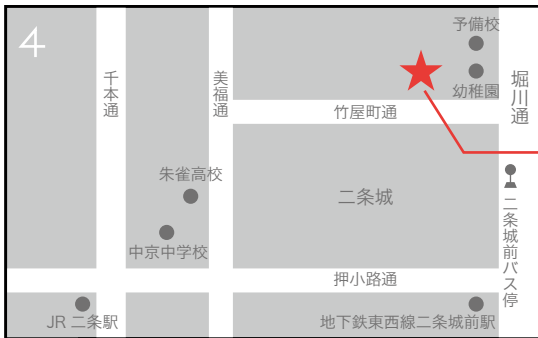 4
予備校
幼稚園
堀川通
千本通
美福通
竹屋町通
朱雀高校
二条城
中京中学校
二条城前バス停
押小路通
JR 二条駅
地下鉄東西線二条城前駅